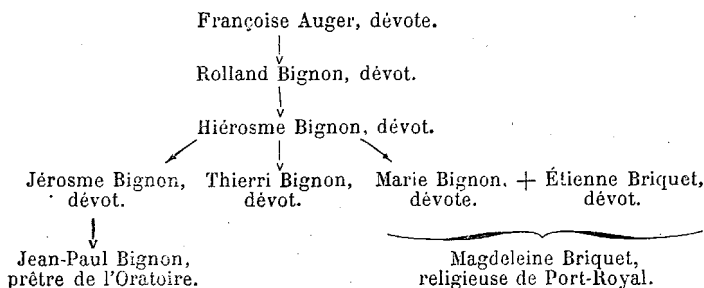 Françoise Auger, dévote.
Rolland Bignon, dévot.
Hiérosme Bignon, dévot.
Jérosme Bignon, Thierri Bignon, Marie Bignon. + Étienne Briquet,
dévot. dévot. dévote. dévot.
Jean-Paul Bignon, Magdeleine Briquet,
prêtre de l'Oratoire. religieuse de Port-Royal.